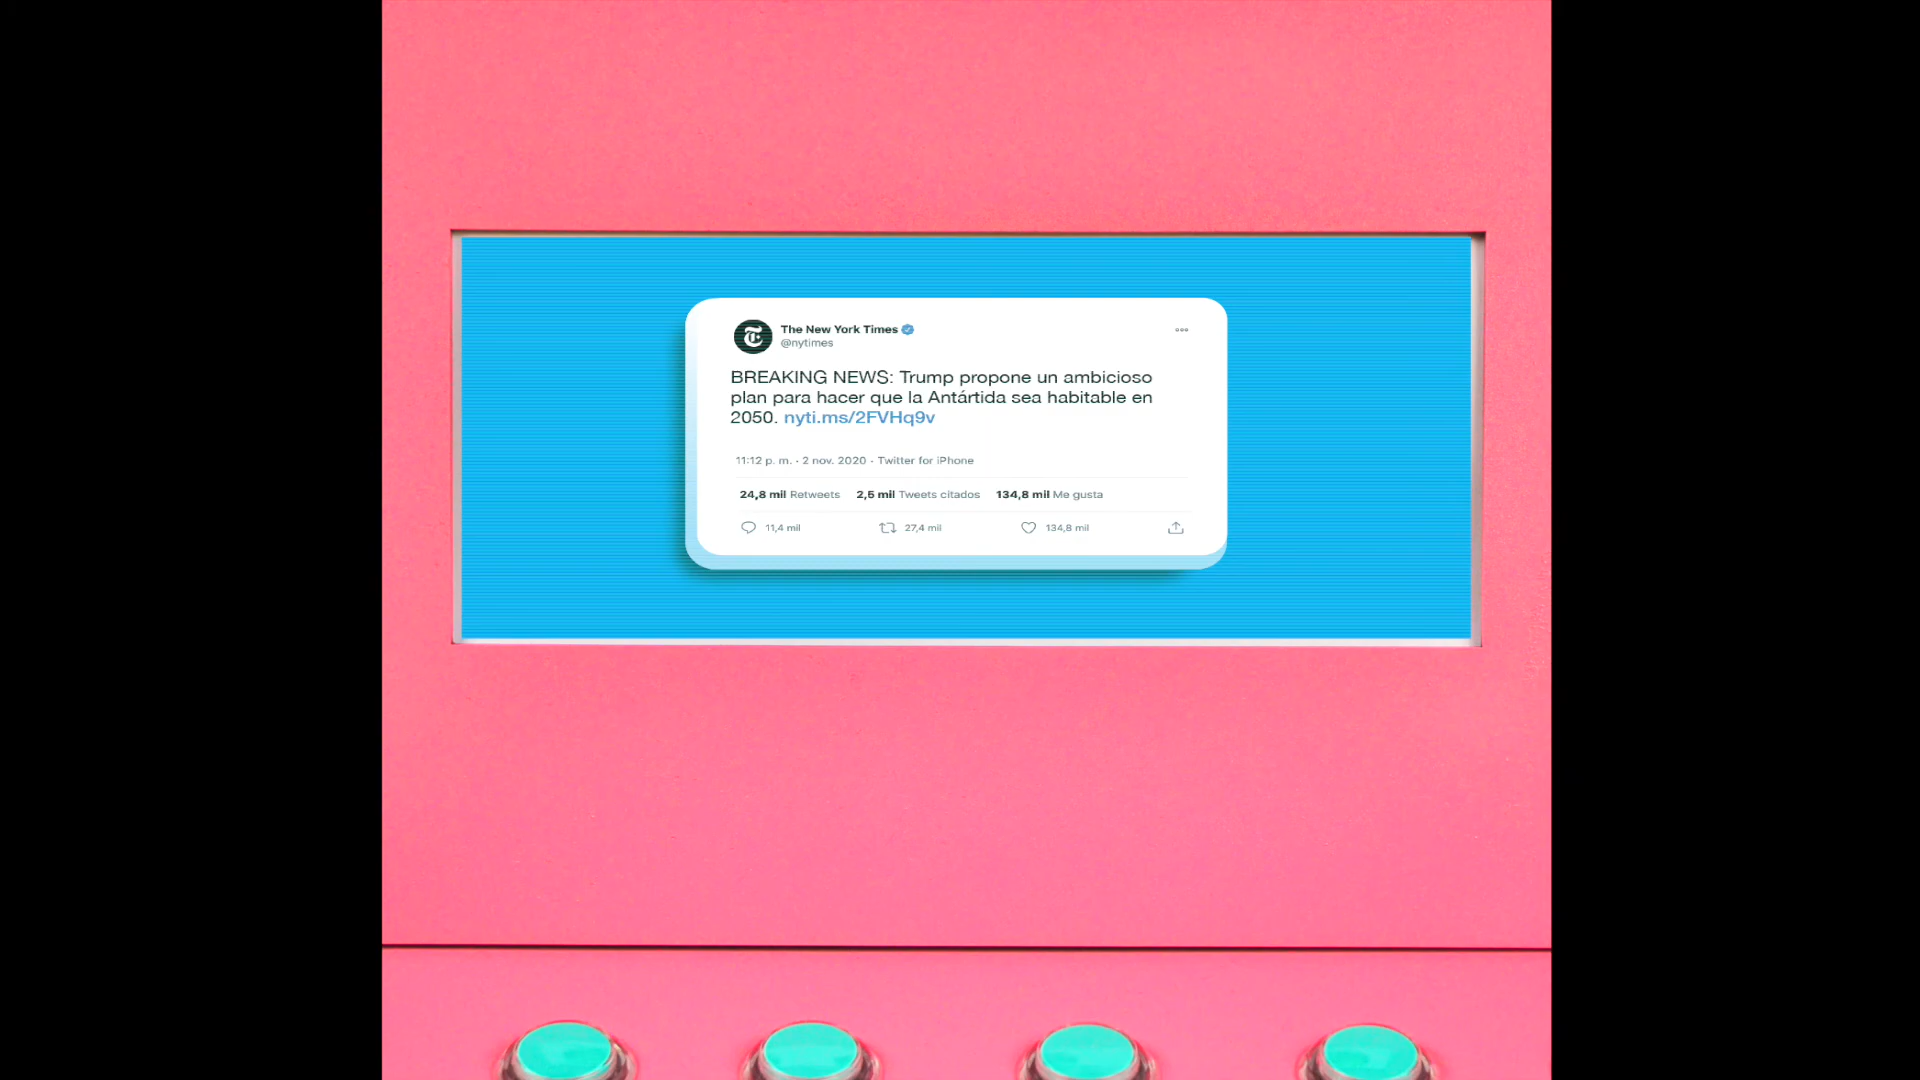 The New York Times
@nytimes
BREAKING NEWS: Trump propone un ambicioso
plan para hacer que la Antártida sea habitable en
2050. nyti.ms/2FVHq9v
11:12 p. m. · 2 nov. 2020 · Twitter for iPhone
24,8 mil Retweets 2,5 mil Tweets citados 134,8 mil Me gusta
11,4 mil 27,4 mil 134,8 mil